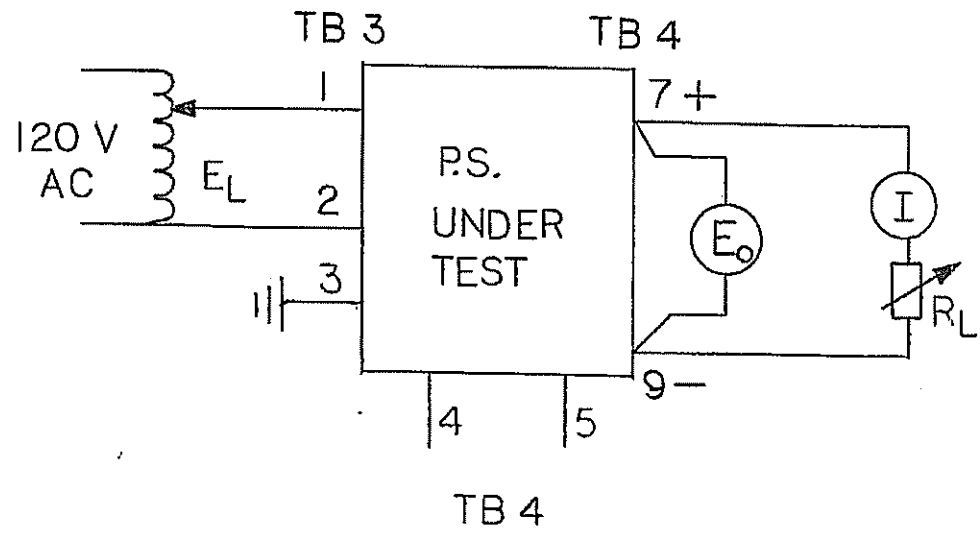 TB 3
TB 4
1
7 +
120 V
AC
E_L
P.S.
UNDER
TEST
2
3
E_o
I
R_L
9 −
4
5
TB 4